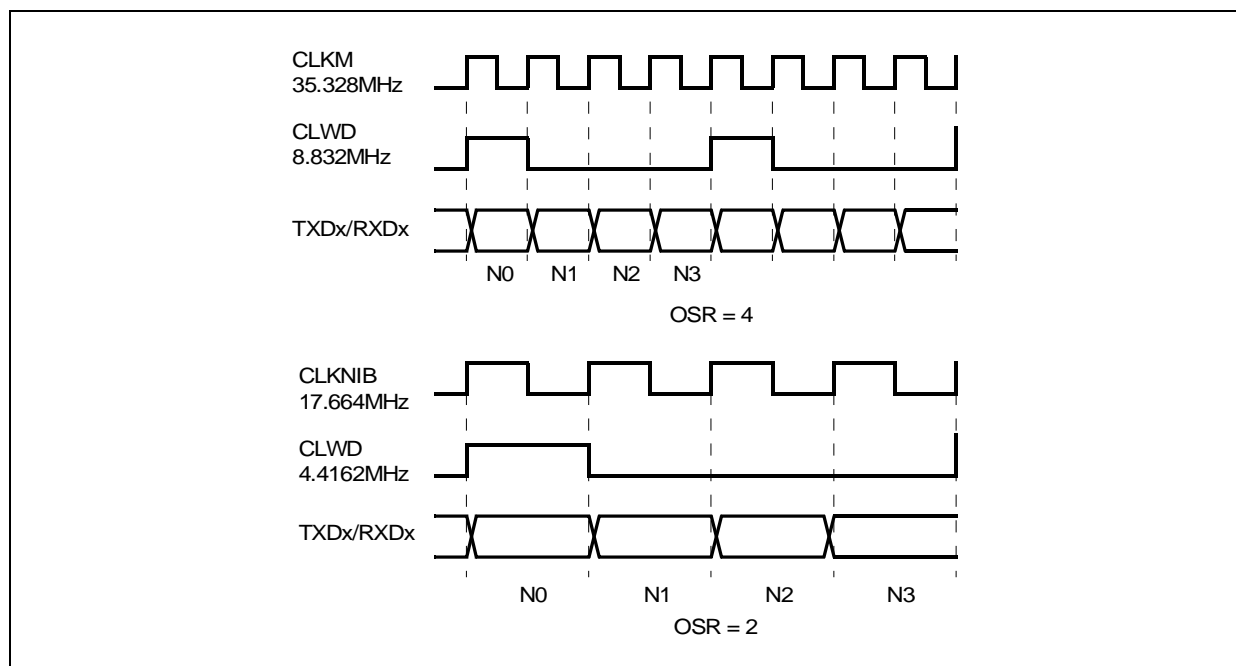 CLKM
35.328MHz
CLWD
8.832MHz
TXDx/RXDx
N0 N1 N2 N3
OSR = 4
CLKNIB
17.664MHz
CLWD
4.4162MHz
TXDx/RXDx
N0 N1 N2 N3
OSR = 2